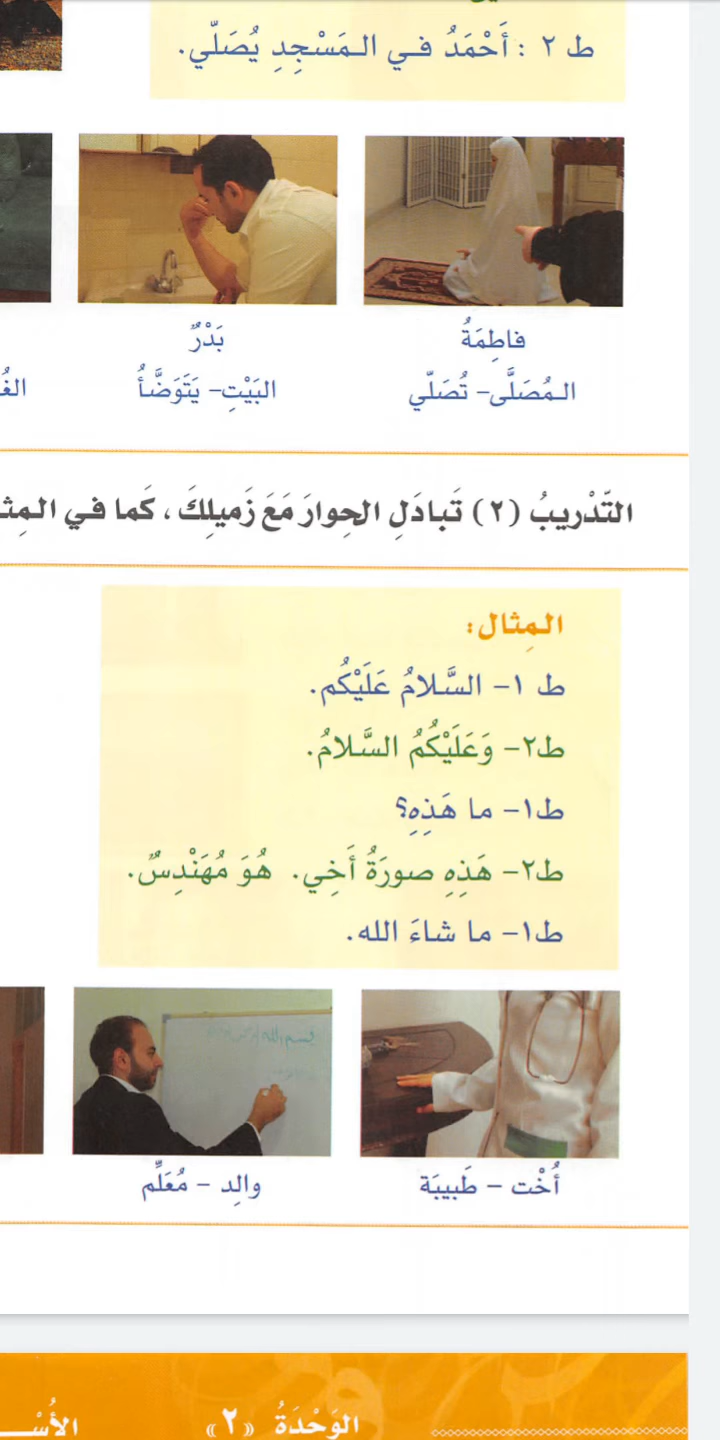 ط ٢ : أَحْمَدُ في المَسْجِدِ يُصَلّي.
فاطِمَةُ
المُصَلَّى- تُصَلّي
بَدْرٌ
البَيْتِ- يَتَوَضَّأُ
التَّدْريبُ (٢) تَبادَلِ الحِوارَ مَعَ زَميلِكَ، كَما في
المِثال:
ط ١- السَّلامُ عَلَيْكُم.
ط٢- وَعَلَيْكُمُ السَّلامُ.
ط١- ما هَذِهِ؟
ط٢- هَذِهِ صورَةُ أَخِي. هُوَ مُهَنْدِسٌ.
ط١- ما شاءَ الله.
أُخْت - طَبيبَة
والِد - مُعَلِّم
الوَحْدَةُ «٢»